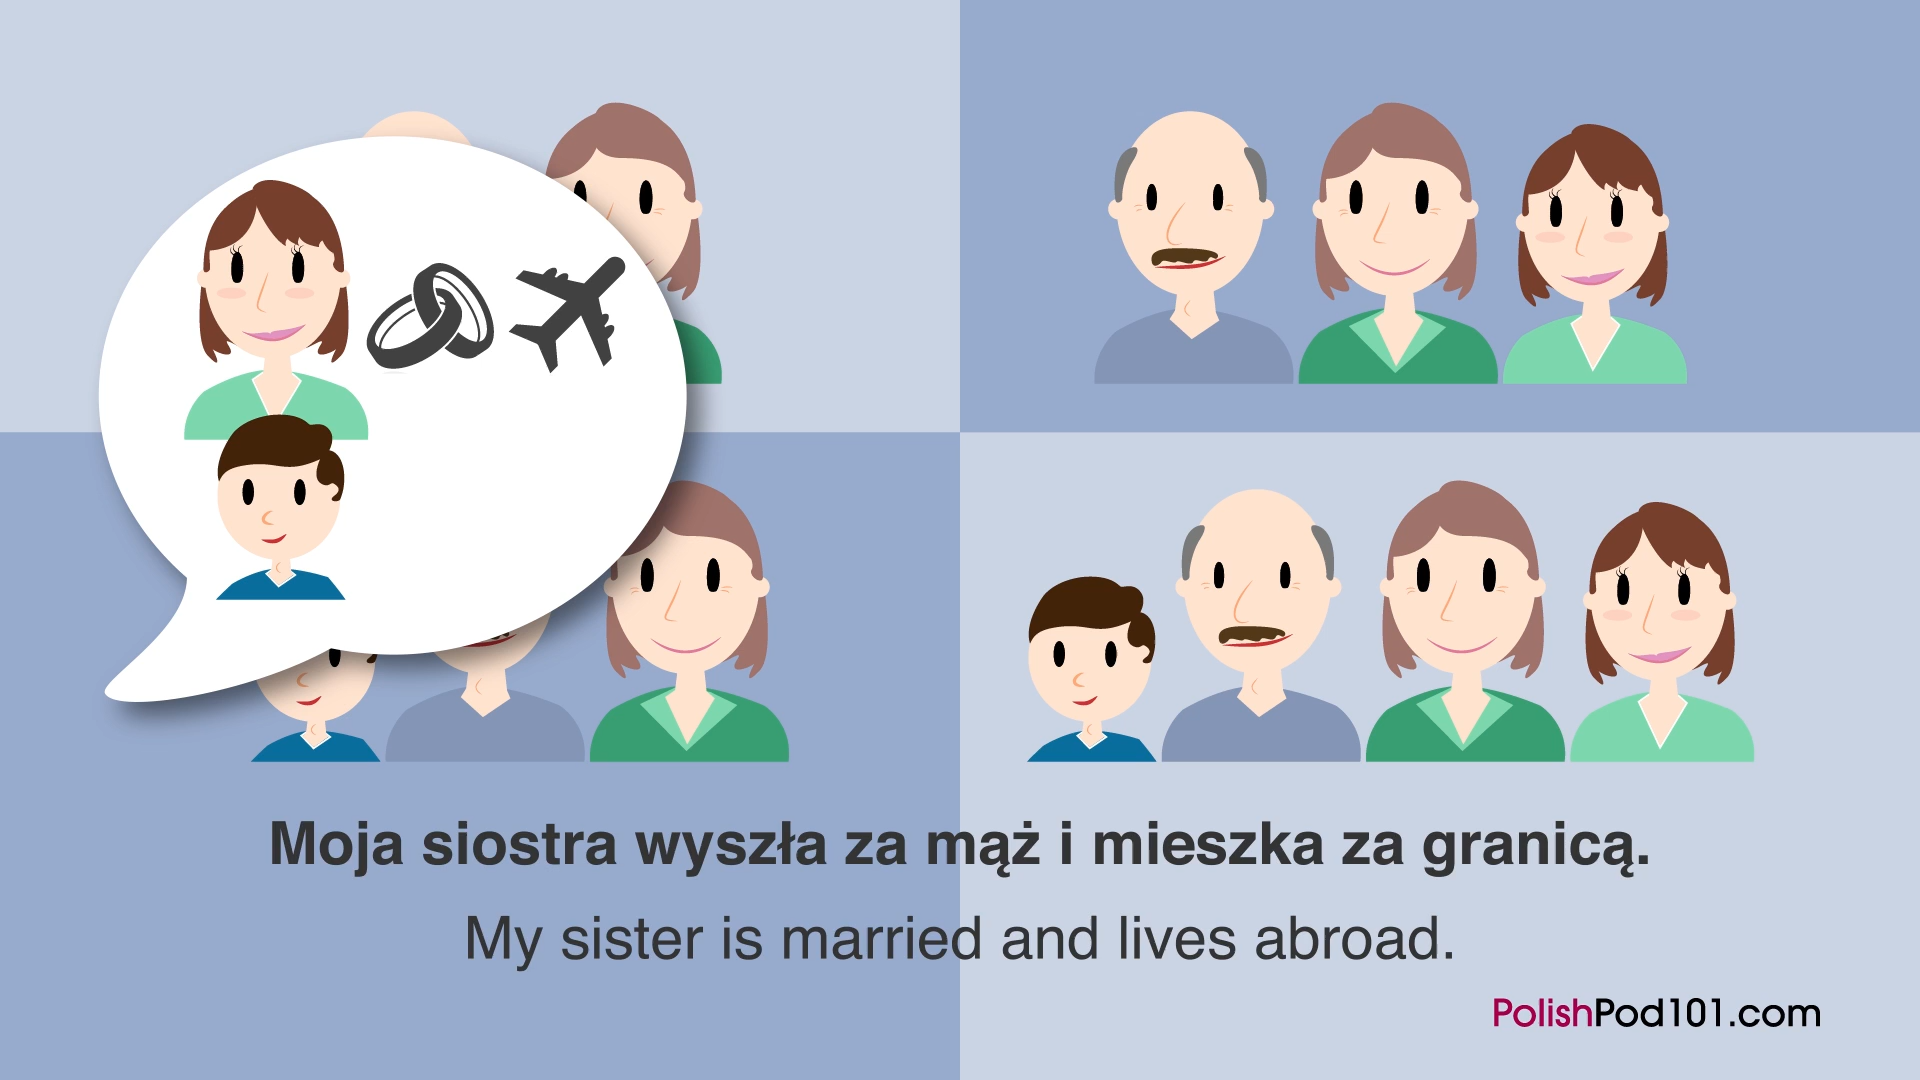 Moja siostra wyszła za mąż i mieszka za granicą.
My sister is married and lives abroad.
PolishPod101.com